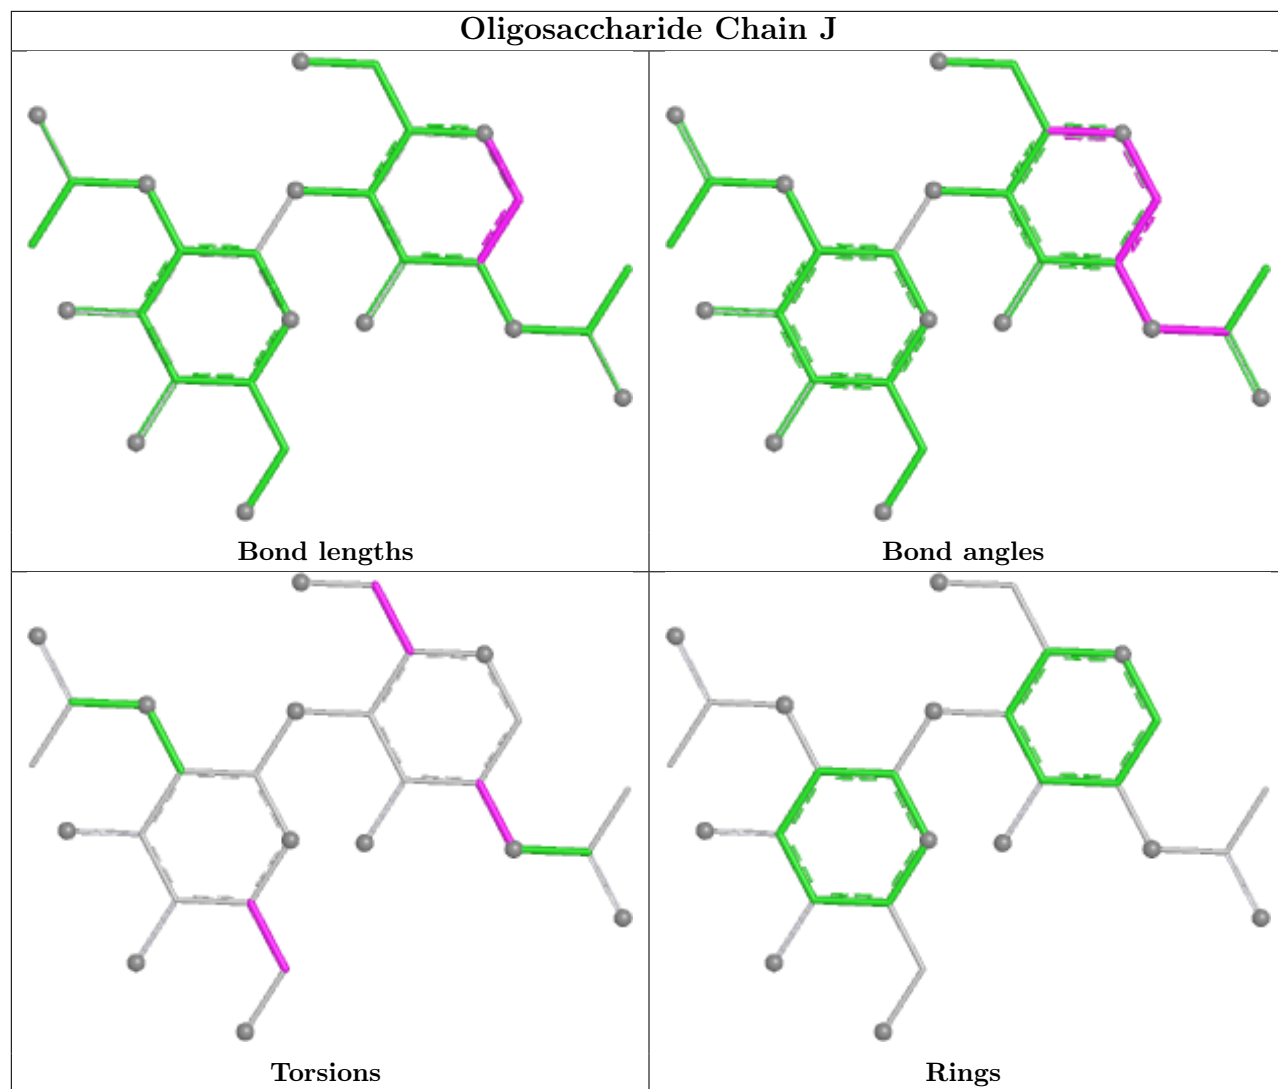 Oligosaccharide Chain J
Bond lengths
Bond angles
Torsions
Rings